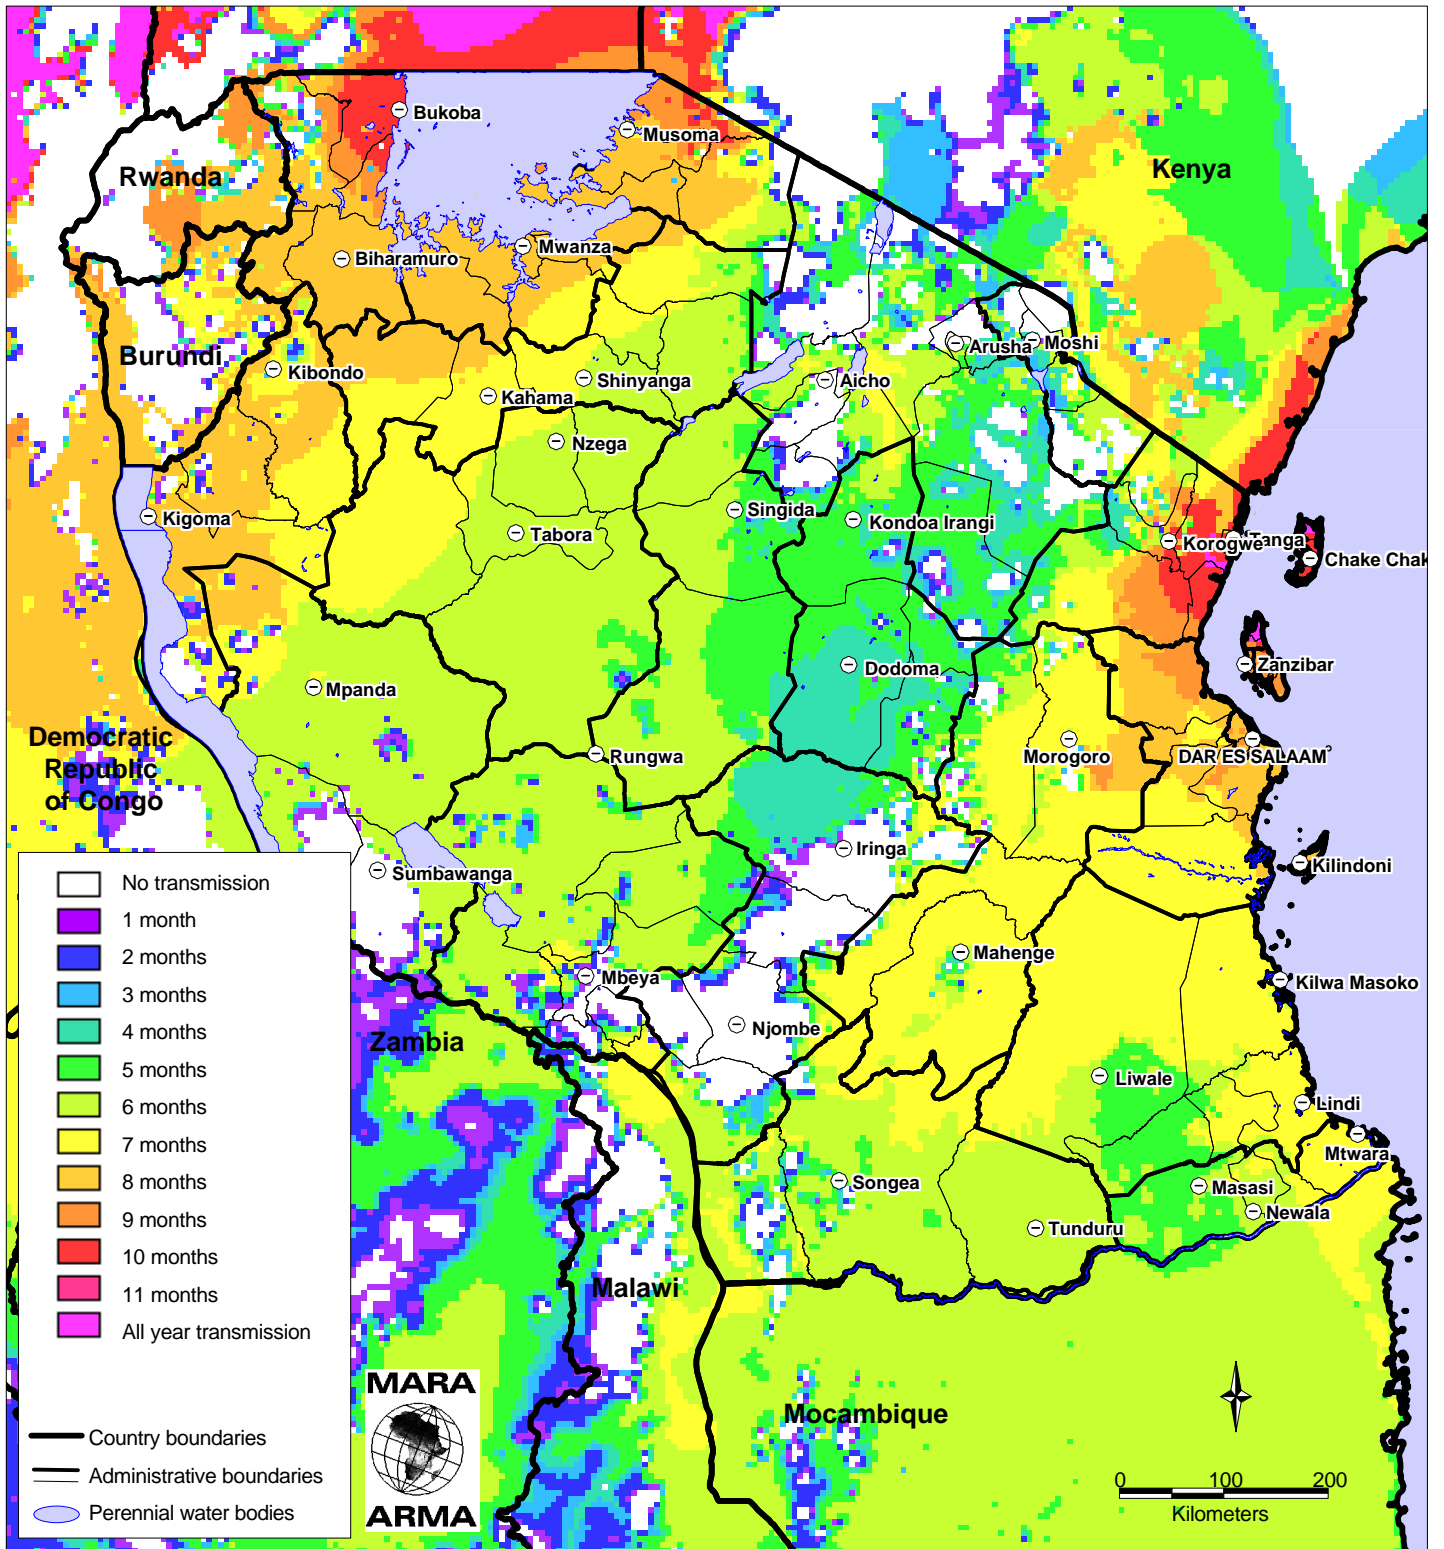 Bukoba
Musoma
Rwanda
Kenya
Mwanza
Biharamuro
Burundi
Kibondo
Arusha
Moshi
Shinyanga
Aicho
Kahama
Nzega
Singida
Kondoa Irangi
Kigoma
Tabora
Korogwe
Tanga
Chake Chak
Zanzibar
Dodoma
Mpanda
Democratic
Republic
of Congo
Rungwa
Morogoro
DAR ES SALAAM
Iringa
Kilindoni
Sumbawanga
Mahenge
Mbeya
Kilwa Masoko
Njombe
Zambia
Liwale
Lindi
Mtwara
Songea
Masasi
Newala
Tunduru
Malawi
Mocambique
No transmission
1 month
2 months
3 months
4 months
5 months
6 months
7 months
8 months
9 months
10 months
11 months
All year transmission
Country boundaries
Administrative boundaries
Perennial water bodies
MARA
ARMA
0 100 200
Kilometers